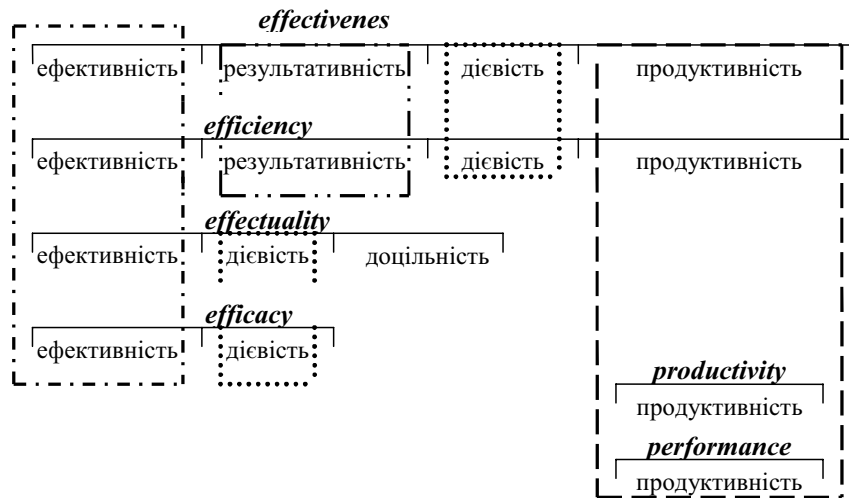 effectivenes
ефективність результативність дієвість продуктивність
efficiency
ефективність результативність дієвість продуктивність
effectuality
ефективність дієвість доцільність
efficacy
ефективність дієвість
productivity
продуктивність
performance
продуктивність